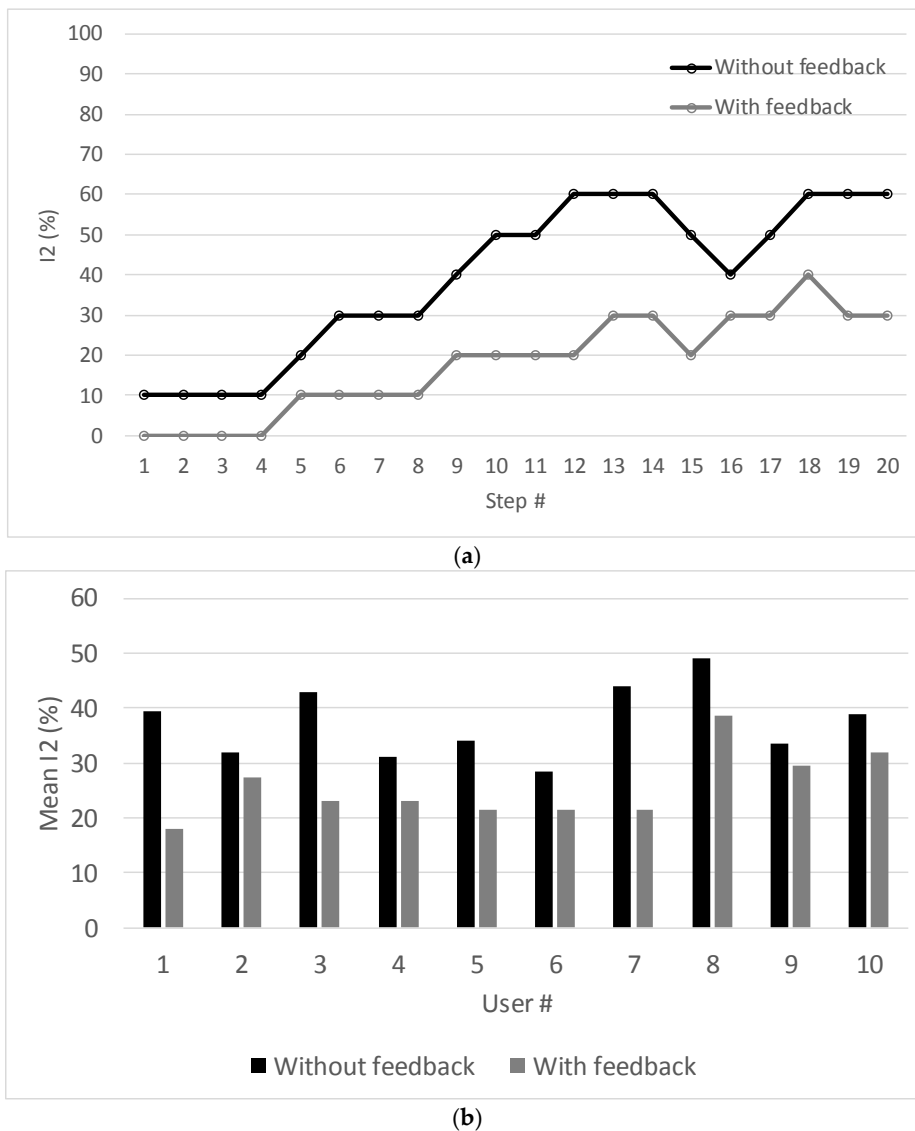 100
90
80
70
60
50
40
30
20
10
0
I2 (%)
Without feedback
With feedback
1 2 3 4 5 6 7 8 9 10 11 12 13 14 15 16 17 18 19 20
Step #
(a)
60
50
40
30
20
10
0
Mean I2 (%)
1 2 3 4 5 6 7 8 9 10
User #
Without feedback With feedback
(b)